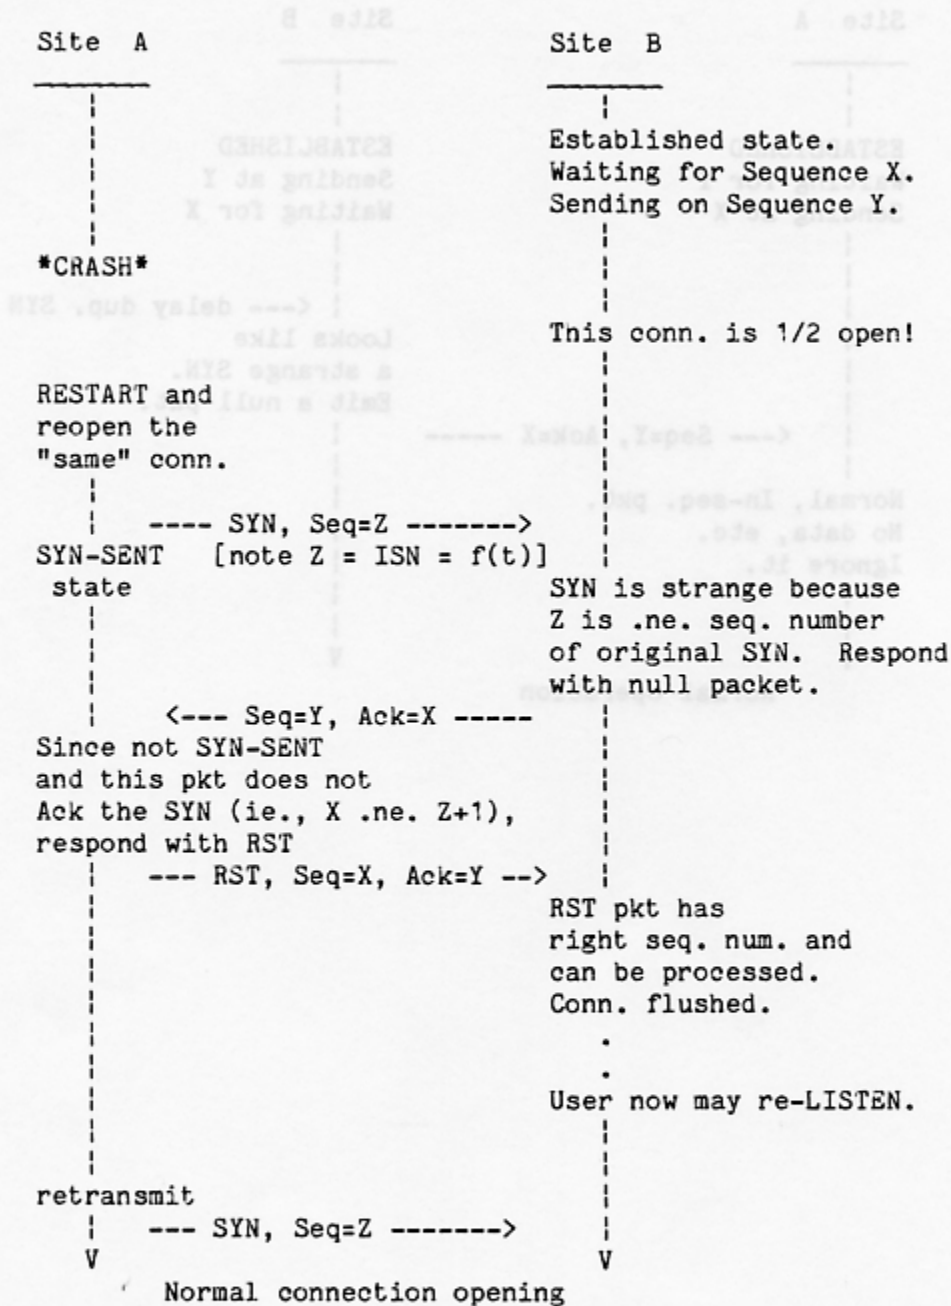 Site A Site B
Established state.
Waiting for Sequence X.
Sending on Sequence Y.
*CRASH*
This conn. is 1/2 open!
RESTART and
reopen the
"same" conn.
---- SYN, Seq=Z ------->
SYN-SENT [note Z = ISN = f(t)]
state SYN is strange because
Z is .ne. seq. number
of original SYN. Respond
with null packet.
<--- Seq=Y, Ack=X -----
Since not SYN-SENT
and this pkt does not
Ack the SYN (ie., X .ne. Z+1),
respond with RST
--- RST, Seq=X, Ack=Y -->
RST pkt has
right seq. num. and
can be processed.
Conn. flushed.
.
.
User now may re-LISTEN.
retransmit
--- SYN, Seq=Z ------->
V V
Normal connection opening